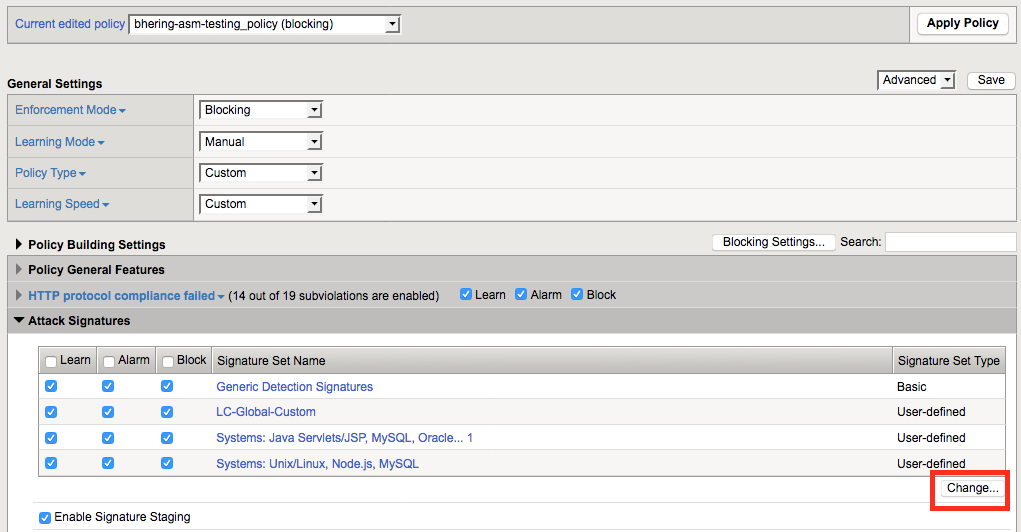 Current edited policy bhering-asm-testing_policy (blocking) Apply Policy
General Settings Advanced Save
Enforcement Mode Blocking
Learning Mode Manual
Policy Type Custom
Learning Speed Custom
Policy Building Settings Blocking Settings... Search:
Policy General Features
HTTP protocol compliance failed (14 out of 19 subviolations are enabled) Learn Alarm Block
Attack Signatures
Learn Alarm Block Signature Set Name Signature Set Type
Generic Detection Signatures Basic
LC-Global-Custom User-defined
Systems: Java Servlets/JSP, MySQL, Oracle... 1 User-defined
Systems: Unix/Linux, Node.js, MySQL User-defined
Change...
Enable Signature Staging